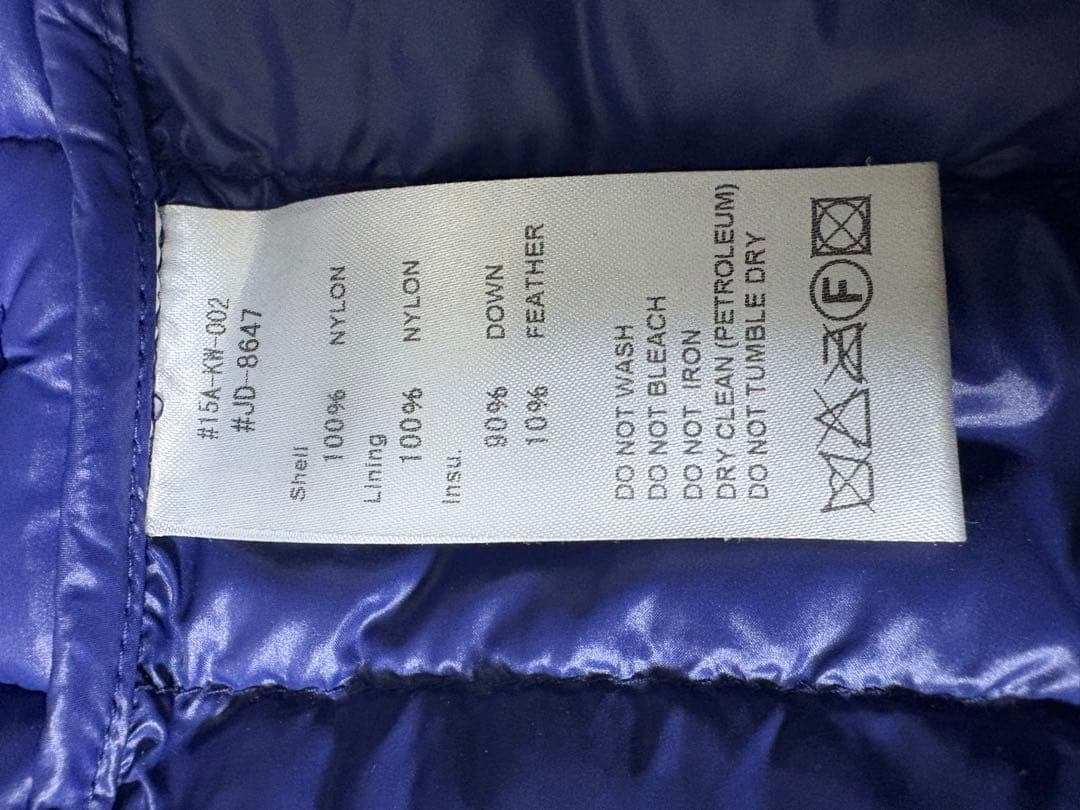 #15A-KW-002
#JD-8647
Shell
100% NYLON
Lining
100% NYLON
Insu.
90% DOWN
10% FEATHER
DO NOT WASH
DO NOT BLEACH
DO NOT IRON
DRY CLEAN (PETROLEUM)
DO NOT TUMBLE DRY
F